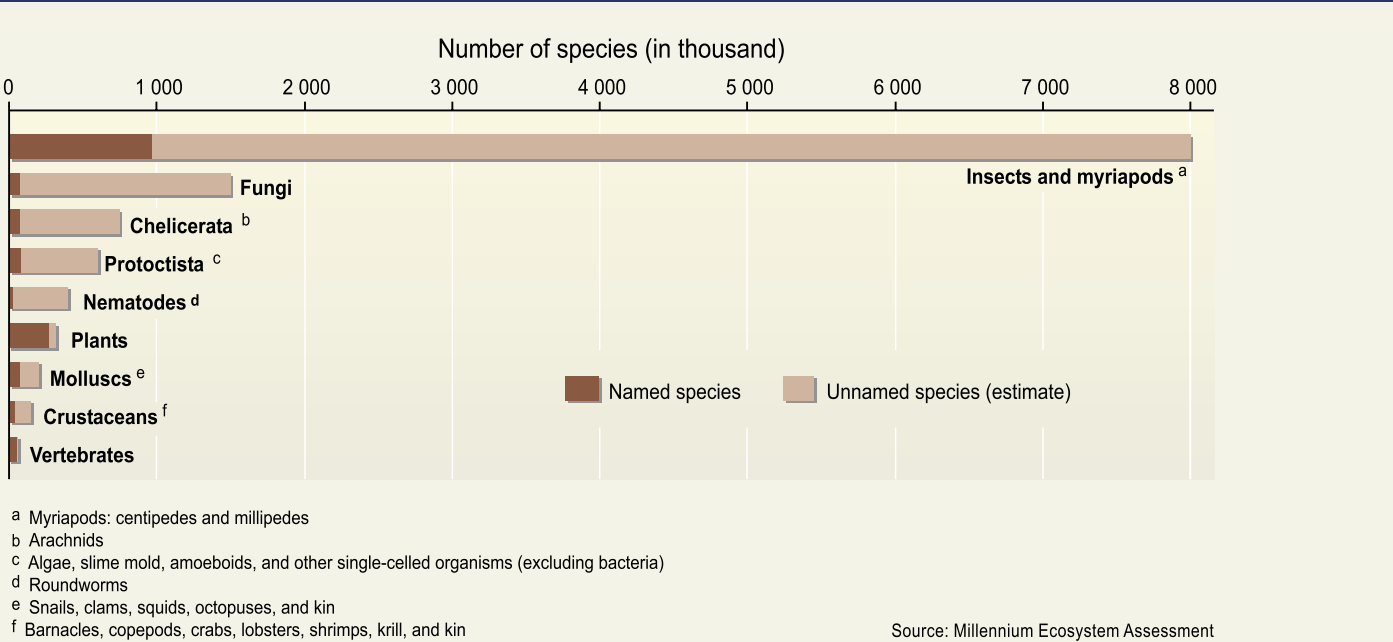 Number of species (in thousand)
0 1 000 2 000 3 000 4 000 5 000 6 000 7 000 8 000
Insects and myriapods a
Fungi
Chelicerata b
Protoctista c
Nematodes d
Plants
Molluscs e
Named species Unnamed species (estimate)
Crustaceans f
Vertebrates
a Myriapods: centipedes and millipedes
b Arachnids
c Algae, slime mold, amoeboids, and other single-celled organisms (excluding bacteria)
d Roundworms
e Snails, clams, squids, octopuses, and kin
f Barnacles, copepods, crabs, lobsters, shrimps, krill, and kin
Source: Millennium Ecosystem Assessment